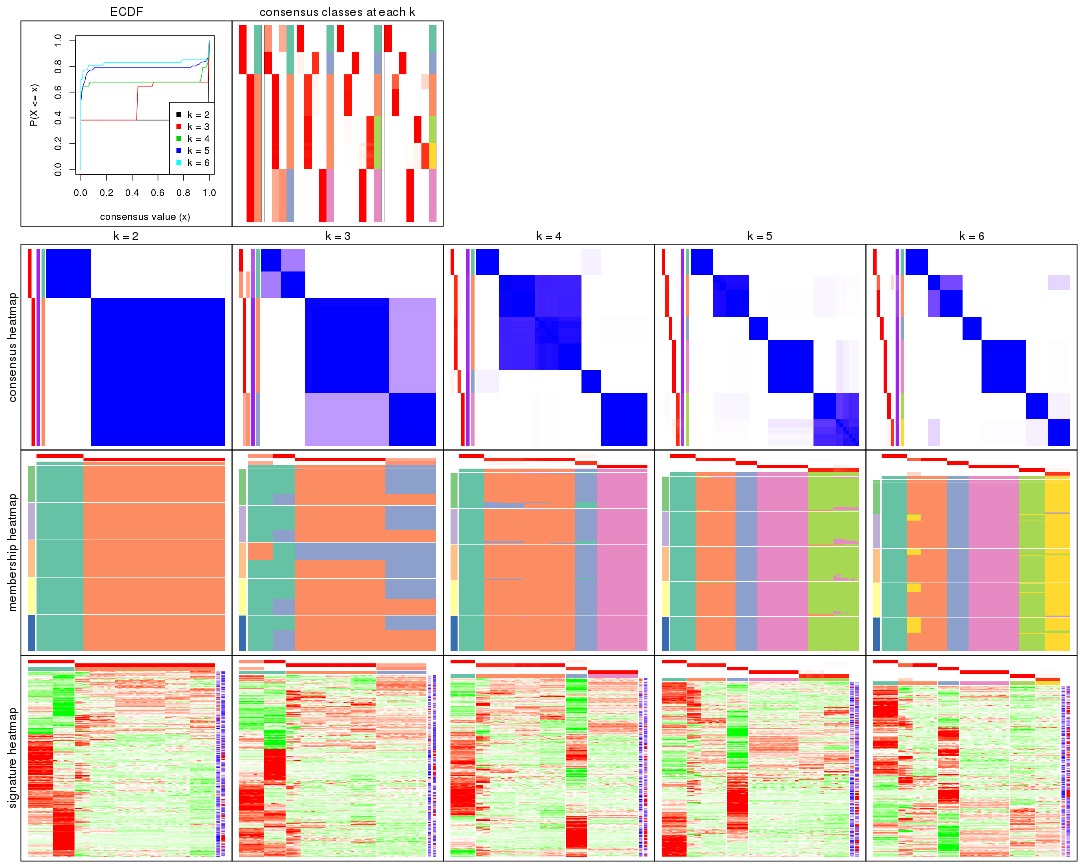 ECDF
consensus classes at each k
P(X <= x)
0.0 0.2 0.4 0.6 0.8 1.0
k = 2
k = 3
k = 4
k = 5
k = 6
0.0 0.2 0.4 0.6 0.8 1.0
consensus value (x)
k = 2
k = 3
k = 4
k = 5
k = 6
consensus heatmap
membership heatmap
signature heatmap